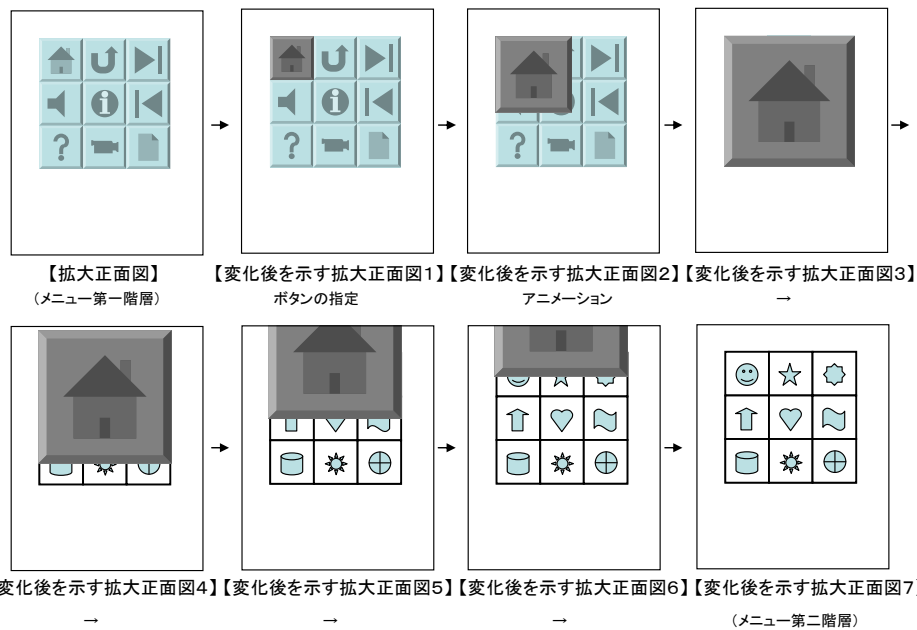 【拡大正面図】
(メニュー第一階層)
【変化後を示す拡大正面図1】
ボタンの指定
【変化後を示す拡大正面図2】
アニメーション
【変化後を示す拡大正面図3】
→
変化後を示す拡大正面図4】
→
【変化後を示す拡大正面図5】
→
【変化後を示す拡大正面図6】
→
【変化後を示す拡大正面図7】
(メニュー第二階層)